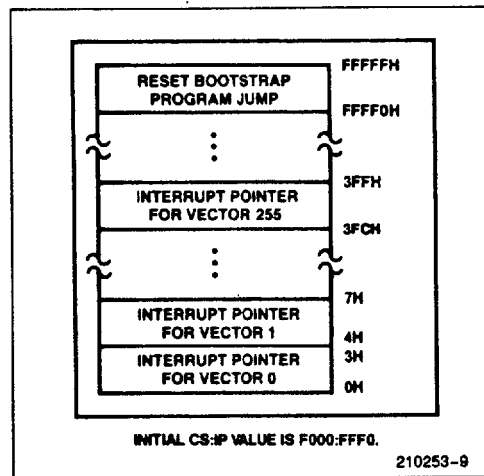 FFFFFH
RESET BOOTSTRAP
PROGRAM JUMP
FFFF0H
3FFH
INTERRUPT POINTER
FOR VECTOR 255
3FCH
7H
INTERRUPT POINTER
FOR VECTOR 1
4H
3H
INTERRUPT POINTER
FOR VECTOR 0
0H
INITIAL CS:IP VALUE IS F000:FFF0.
210253-9